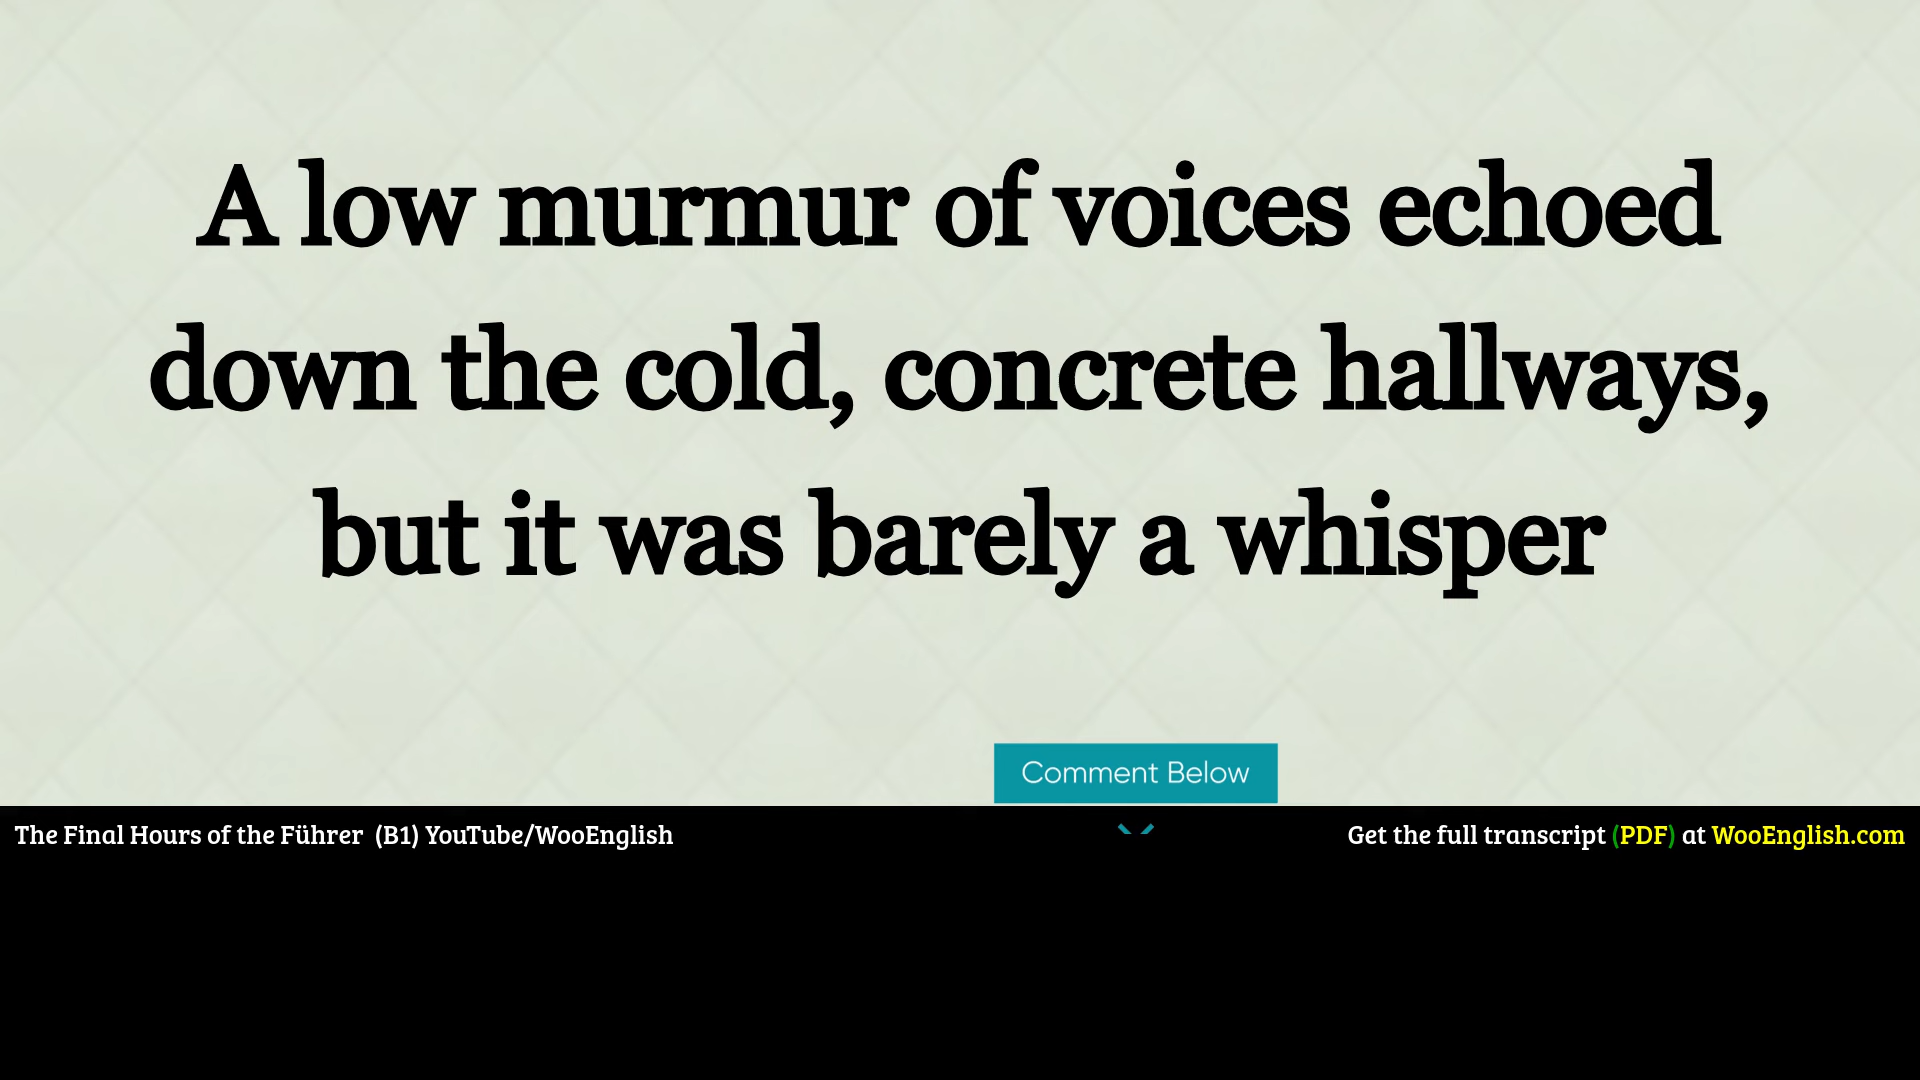 A low murmur of voices echoed
down the cold, concrete hallways,
but it was barely a whisper
Comment Below
The Final Hours of the Führer (B1) YouTube/WooEnglish
Get the full transcript (PDF) at WooEnglish.com